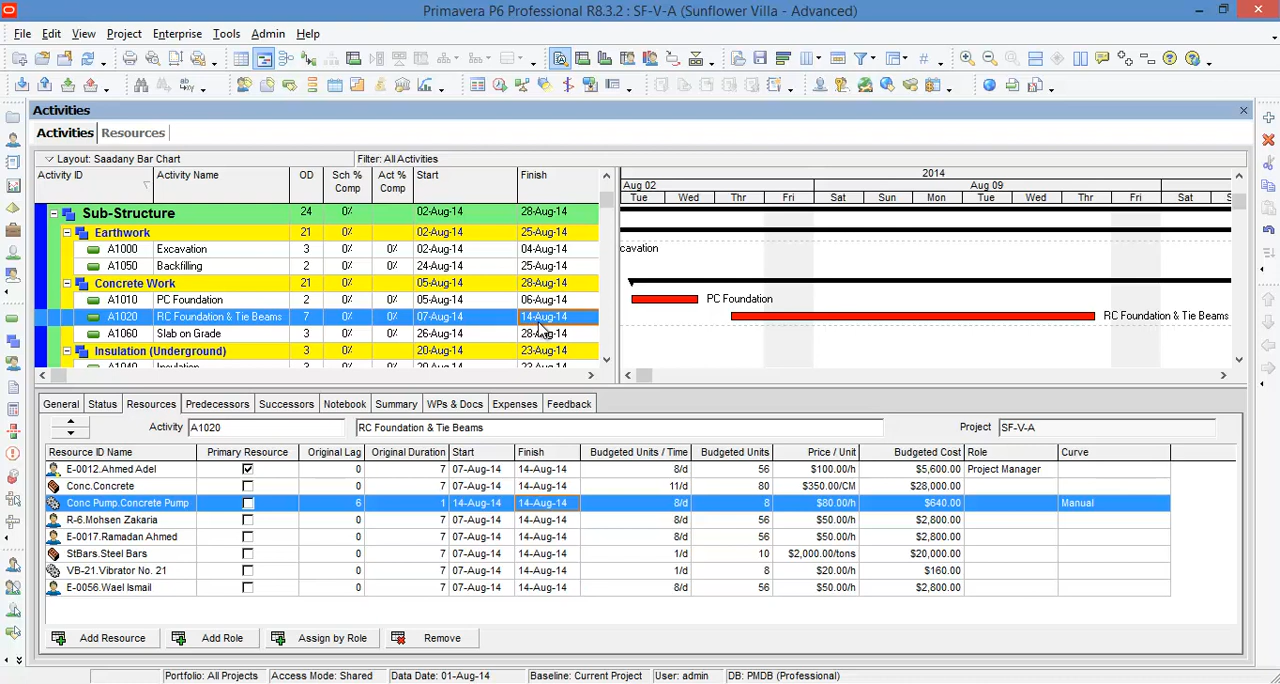 Primavera P6 Professional R8.3.2 : SF-V-A (Sunflower Villa - Advanced)
File Edit View Project Enterprise Tools Admin Help
Activities
Activities Resources
Layout: Saadany Bar Chart Filter: All Activities
Activity ID Activity Name OD Sch % Comp Act % Comp Start Finish
2014
Aug 02 Aug 09
Tue Wed Thr Fri Sat Sun Mon Tue Wed Thr Fri Sat S
Sub-Structure 24 0% 02-Aug-14 28-Aug-14
Earthwork 21 0% 02-Aug-14 25-Aug-14
A1000 Excavation 3 0% 0% 02-Aug-14 04-Aug-14 cavation
A1050 Backfilling 2 0% 0% 24-Aug-14 25-Aug-14
Concrete Work 21 0% 05-Aug-14 28-Aug-14
A1010 PC Foundation 2 0% 0% 05-Aug-14 06-Aug-14 PC Foundation
A1020 RC Foundation & Tie Beams 7 0% 0% 07-Aug-14 14-Aug-14 RC Foundation & Tie Beams
A1060 Slab on Grade 3 0% 0% 26-Aug-14 28-Aug-14
Insulation (Underground) 3 0% 20-Aug-14 23-Aug-14
General Status Resources Predecessors Successors Notebook Summary WPs & Docs Expenses Feedback
Activity A1020 RC Foundation & Tie Beams Project SF-V-A
Resource ID Name Primary Resource Original Lag Original Duration Start Finish Budgeted Units / Time Budgeted Units Price / Unit Budgeted Cost Role Curve
E-0012.Ahmed Adel 0 7 07-Aug-14 14-Aug-14 8/d 56 $100.00/h $5,600.00 Project Manager
Conc.Concrete 0 7 07-Aug-14 14-Aug-14 11/d 80 $350.00/CM $28,000.00
Conc Pump.Concrete Pump 6 1 14-Aug-14 14-Aug-14 8/d 8 $80.00/h $640.00 Manual
R-6.Mohsen Zakaria 0 7 07-Aug-14 14-Aug-14 8/d 56 $50.00/h $2,800.00
E-0017.Ramadan Ahmed 0 7 07-Aug-14 14-Aug-14 8/d 56 $50.00/h $2,800.00
StBars.Steel Bars 0 7 07-Aug-14 14-Aug-14 1/d 10 $2,000.00/tons $20,000.00
VB-21.Vibrator No. 21 0 7 07-Aug-14 14-Aug-14 1/d 8 $20.00/h $160.00
E-0056.Wael Ismail 0 7 07-Aug-14 14-Aug-14 8/d 56 $50.00/h $2,800.00
Add Resource Add Role Assign by Role Remove
Portfolio: All Projects Access Mode: Shared Data Date: 01-Aug-14 Baseline: Current Project User: admin DB: PMDB (Professional)